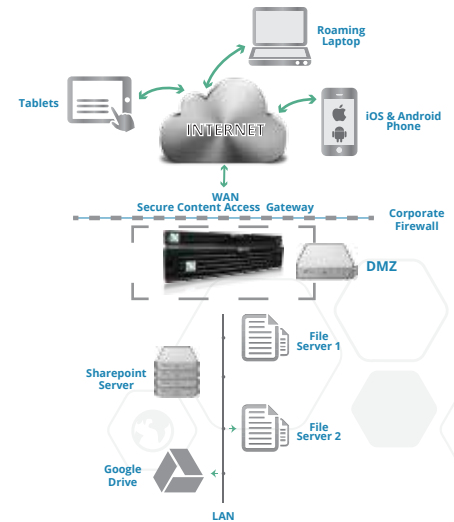 Roaming
Laptop
Tablets
iOS & Android
Phone
INTERNET
WAN
Secure Content Access Gateway
Corporate
Firewall
DMZ
File
Server 1
Sharepoint
Server
File
Server 2
Google
Drive
LAN